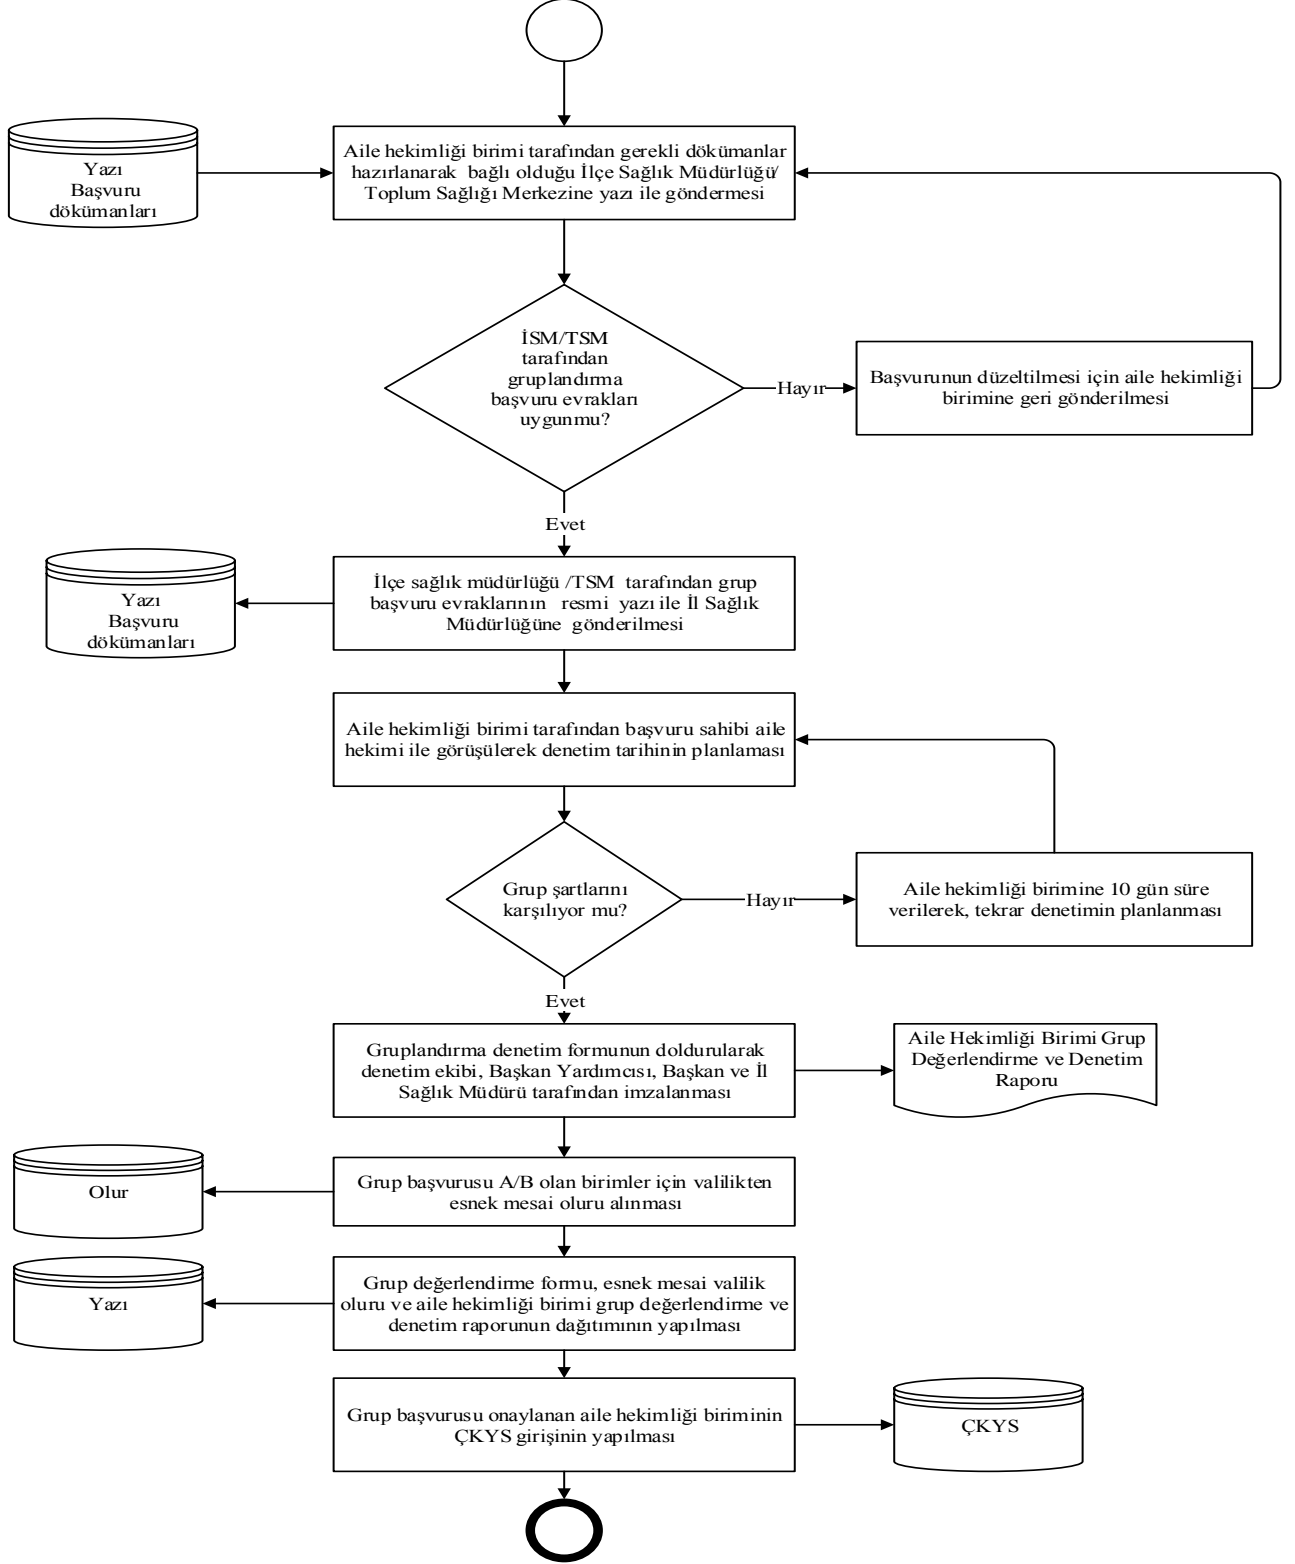 Yazı
Başvuru
dökümanları
Aile hekimliği birimi tarafından gerekli dökümanlar
hazırlanarak bağlı olduğu İlçe Sağlık Müdürlüğü/
Toplum Sağlığı Merkezine yazı ile göndermesi
İSM/TSM
tarafından
gruplandırma
başvuru evrakları
uygunmu?
Hayır
Başvurunun düzeltilmesi için aile hekimliği
birimine geri gönderilmesi
Evet
Yazı
Başvuru
dökümanları
İlçe sağlık müdürlüğü /TSM tarafından grup
başvuru evraklarının resmi yazı ile İl Sağlık
Müdürlüğüne gönderilmesi
Aile hekimliği birimi tarafından başvuru sahibi aile
hekimi ile görüşülerek denetim tarihinin planlaması
Grup şartlarını
karşılıyor mu?
Hayır
Aile hekimliği birimine 10 gün süre
verilerek, tekrar denetimin planlanması
Evet
Gruplandırma denetim formunun doldurularak
denetim ekibi, Başkan Yardımcısı, Başkan ve İl
Sağlık Müdürü tarafından imzalanması
Aile Hekimliği Birimi Grup
Değerlendirme ve Denetim
Raporu
Olur
Grup başvurusu A/B olan birimler için valilikten
esnek mesai oluru alınması
Yazı
Grup değerlendirme formu, esnek mesai valilik
oluru ve aile hekimliği birimi grup değerlendirme ve
denetim raporunun dağıtımının yapılması
Grup başvurusu onaylanan aile hekimliği biriminin
ÇKYS girişinin yapılması
ÇKYS